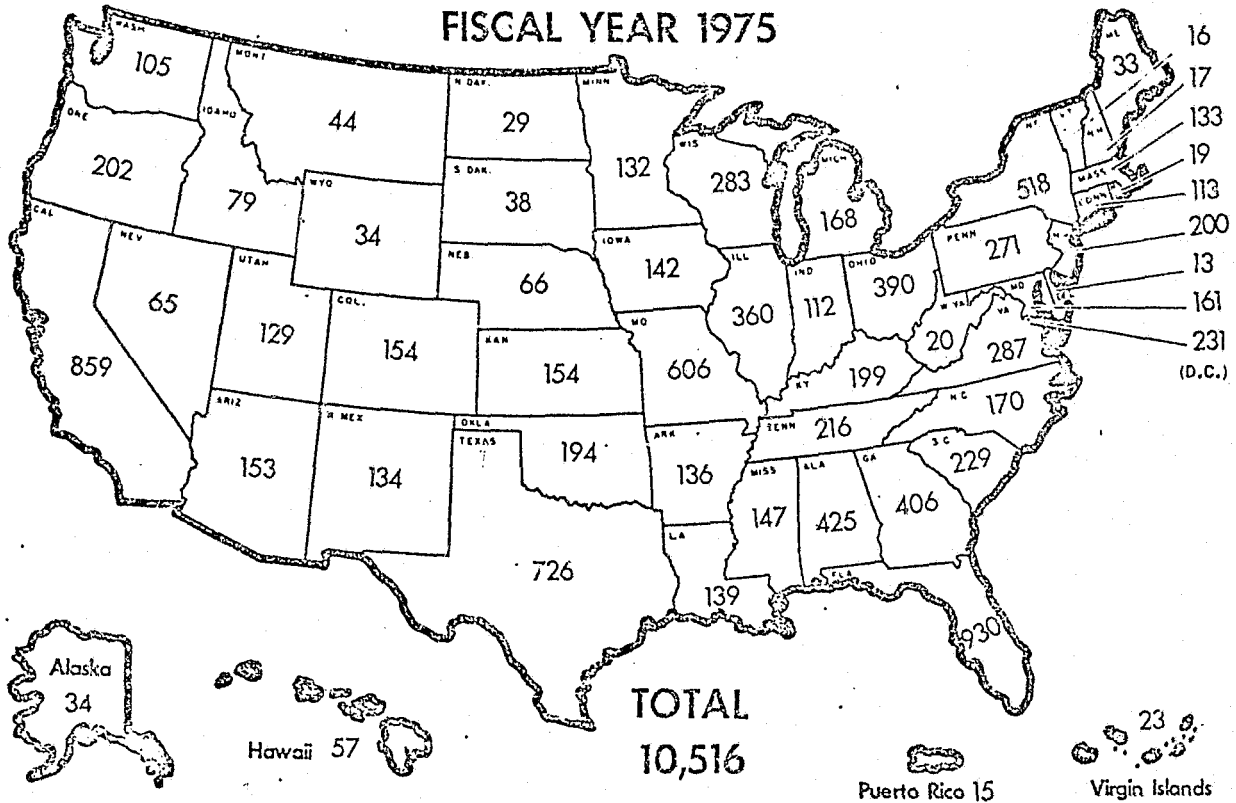 FISCAL YEAR 1975
WASH
105
MONT
44
N DAK.
29
MINN
132
ME
33
16
17
133
19
113
200
13
161
231
(D.C.)
ORE
202
IDAHO
79
WYO
34
S DAK.
38
WIS
283
MICH
168
NY
518
VT
NH
MASS
CONN
CAL
859
NEV
65
UTAH
129
COL.
154
NEB
66
IOWA
142
ILL
360
IND
112
OHIO
390
PENN
271
MD
W VA
20
VA
287
KAN
154
MO
606
KY
199
ARIZ
153
N MEX
134
OKLA
194
TEXAS
726
ARK
136
TENN
216
NC
170
SC
229
MISS
147
ALA
425
GA
406
LA
139
FLA
930
Alaska
34
Hawaii 57
TOTAL
10,516
Puerto Rico 15
23
Virgin Islands